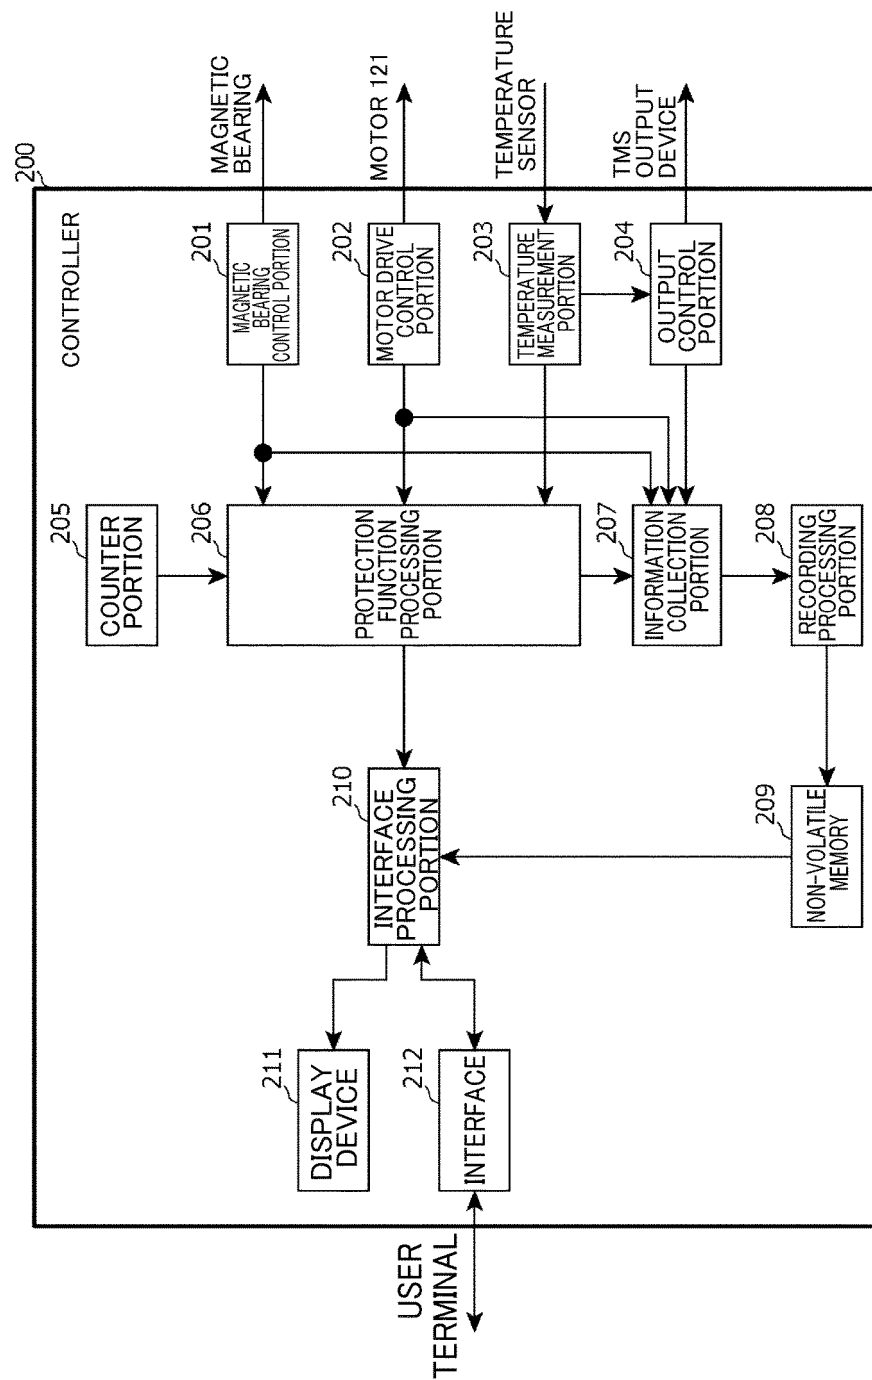 200
CONTROLLER
USER
TERMINAL
211
DISPLAY
DEVICE
212
INTERFACE
210
INTERFACE
PROCESSING
PORTION
209
NON-VOLATILE
MEMORY
205
COUNTER
PORTION
206
PROTECTION
FUNCTION
PROCESSING
PORTION
207
INFORMATION
COLLECTION
PORTION
208
RECORDING
PROCESSING
PORTION
201
MAGNETIC
BEARING
CONTROL PORTION
202
MOTOR DRIVE
CONTROL
PORTION
203
TEMPERATURE
MEASUREMENT
PORTION
204
OUTPUT
CONTROL
PORTION
MAGNETIC
BEARING
MOTOR 121
TEMPERATURE
SENSOR
TMS
OUTPUT
DEVICE